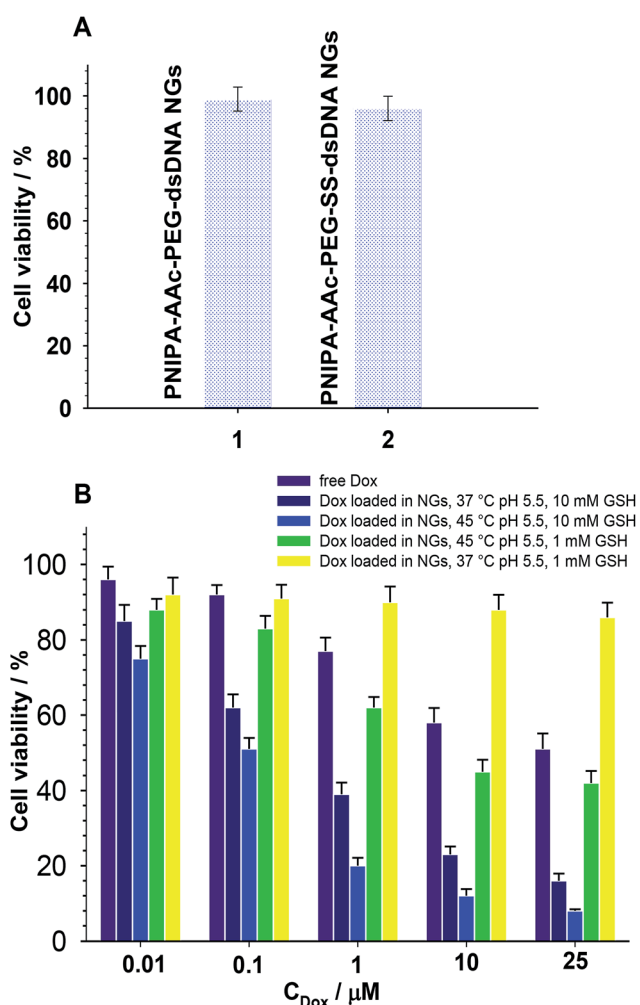 A
Cell viability / %
100
80
60
40
20
0
PNIPA-AAc-PEG-dsDNA NGs
PNIPA-AAc-PEG-SS-dsDNA NGs
1
2
B
free Dox
Dox loaded in NGs, 37 °C pH 5.5, 10 mM GSH
Dox loaded in NGs, 45 °C pH 5.5, 10 mM GSH
Dox loaded in NGs, 45 °C pH 5.5, 1 mM GSH
Dox loaded in NGs, 37 °C pH 5.5, 1 mM GSH
Cell viability / %
100
80
60
40
20
0
0.01
0.1
1
10
25
C_Dox / μM